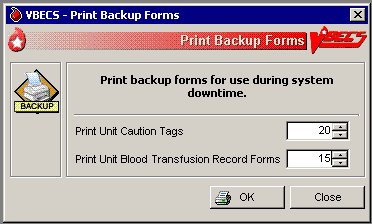 VBECS - Print Backup Forms
Print Backup Forms VBECS
Print backup forms for use during system
downtime.
BACKUP
Print Unit Caution Tags 20
Print Unit Blood Transfusion Record Forms 15
OK Close